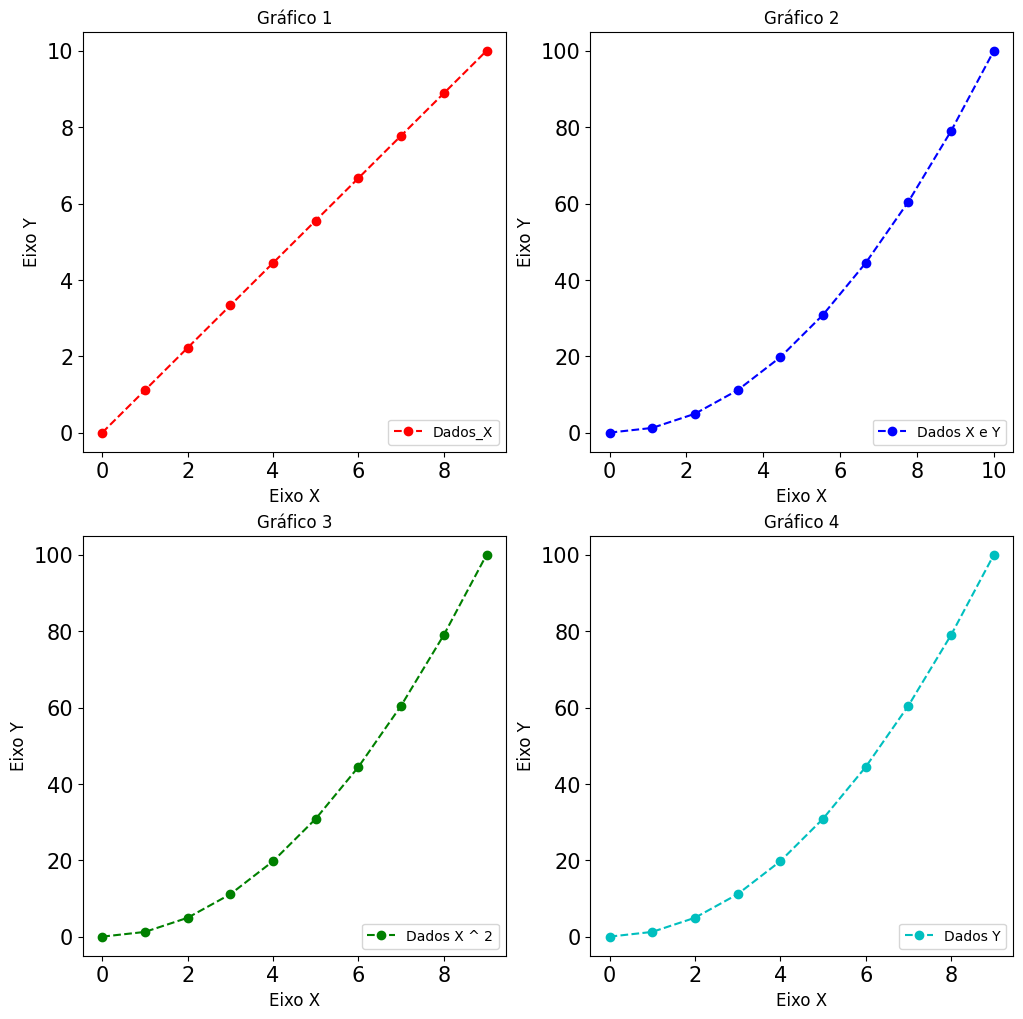 Gráfico 1
10
8
6
4
2
0
Eixo Y
0 2 4 6 8
Eixo X
Dados_X
Gráfico 2
100
80
60
40
20
0
Eixo Y
0 2 4 6 8 10
Eixo X
Dados X e Y
Gráfico 3
100
80
60
40
20
0
Eixo Y
0 2 4 6 8
Eixo X
Dados X ^ 2
Gráfico 4
100
80
60
40
20
0
Eixo Y
0 2 4 6 8
Eixo X
Dados Y